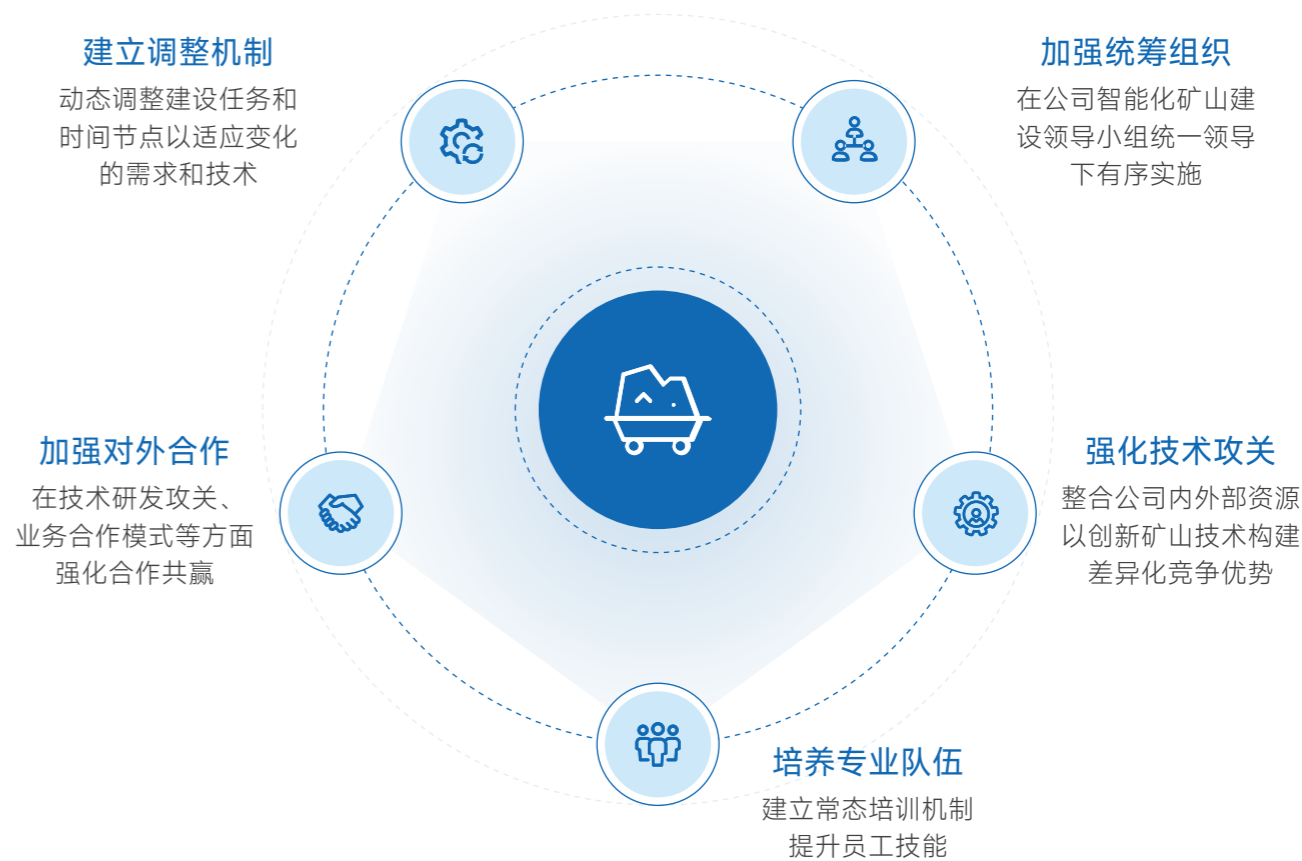 建立调整机制
动态调整建设任务和
时间节点以适应变化
的需求和技术
加强统筹组织
在公司智能化矿山建
设领导小组统一领导
下有序实施
加强对外合作
在技术研发攻关、
业务合作模式等方面
强化合作共赢
强化技术攻关
整合公司内外部资源
以创新矿山技术构建
差异化竞争优势
培养专业队伍
建立常态培训机制
提升员工技能